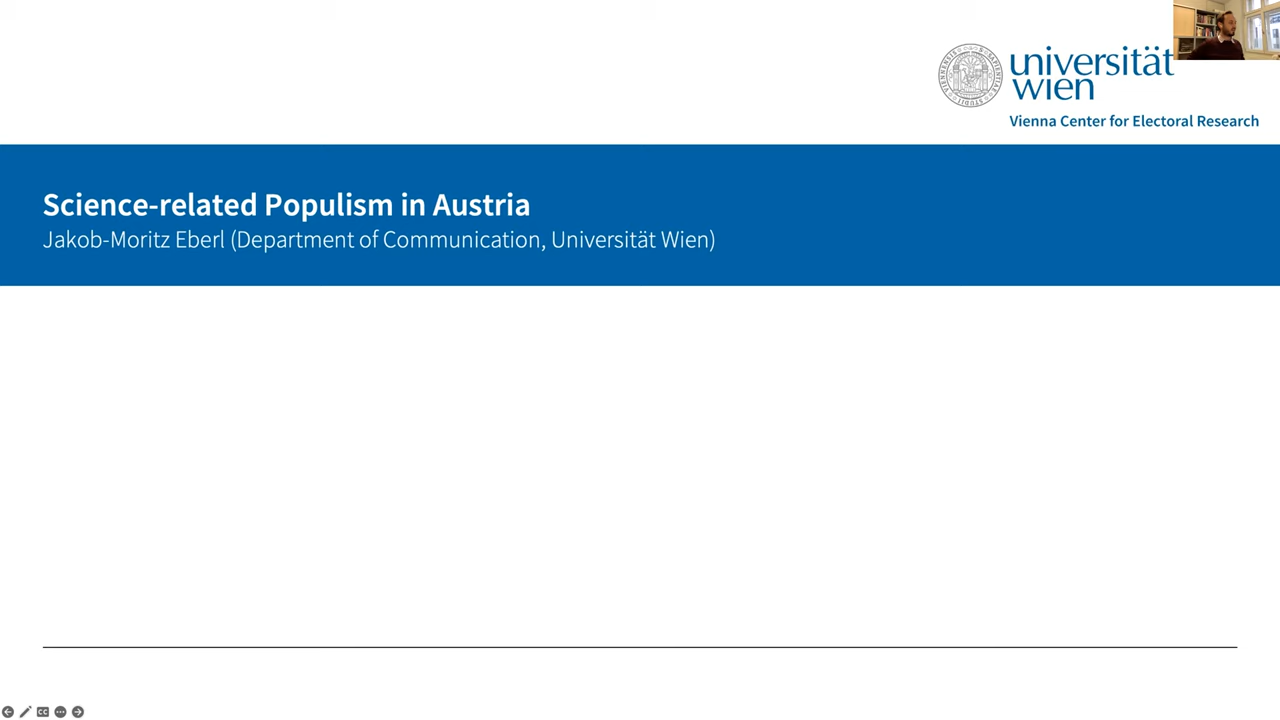 universität
wien
Vienna Center for Electoral Research
Science-related Populism in Austria
Jakob-Moritz Eberl (Department of Communication, Universität Wien)
CC